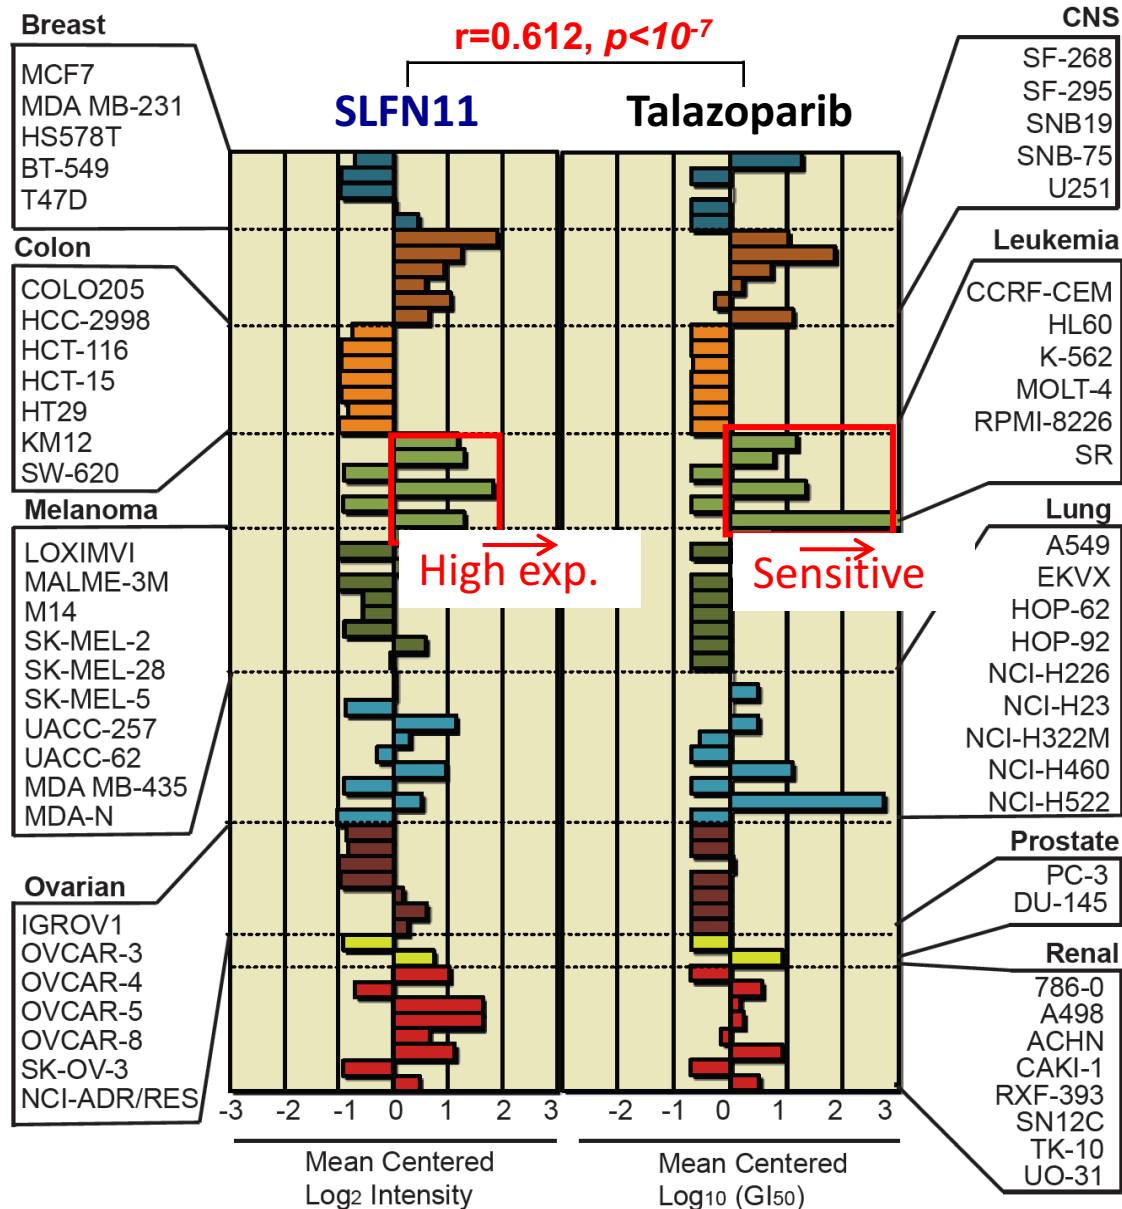 r=0.612, p<10-7
SLFN11
Talazoparib
Breast
MCF7
MDA MB-231
HS578T
BT-549
T47D
Colon
COLO205
HCC-2998
HCT-116
HCT-15
HT29
KM12
SW-620
Melanoma
LOXIMVI
MALME-3M
M14
SK-MEL-2
SK-MEL-28
SK-MEL-5
UACC-257
UACC-62
MDA MB-435
MDA-N
Ovarian
IGROV1
OVCAR-3
OVCAR-4
OVCAR-5
OVCAR-8
SK-OV-3
NCI-ADR/RES
High exp.
Sensitive
-3 -2 -1 0 1 2 3
Mean Centered
Log2 Intensity
-2 -1 0 1 2 3
Mean Centered
Log10 (GI50)
CNS
SF-268
SF-295
SNB19
SNB-75
U251
Leukemia
CCRF-CEM
HL60
K-562
MOLT-4
RPMI-8226
SR
Lung
A549
EKVX
HOP-62
HOP-92
NCI-H226
NCI-H23
NCI-H322M
NCI-H460
NCI-H522
Prostate
PC-3
DU-145
Renal
786-0
A498
ACHN
CAKI-1
RXF-393
SN12C
TK-10
UO-31